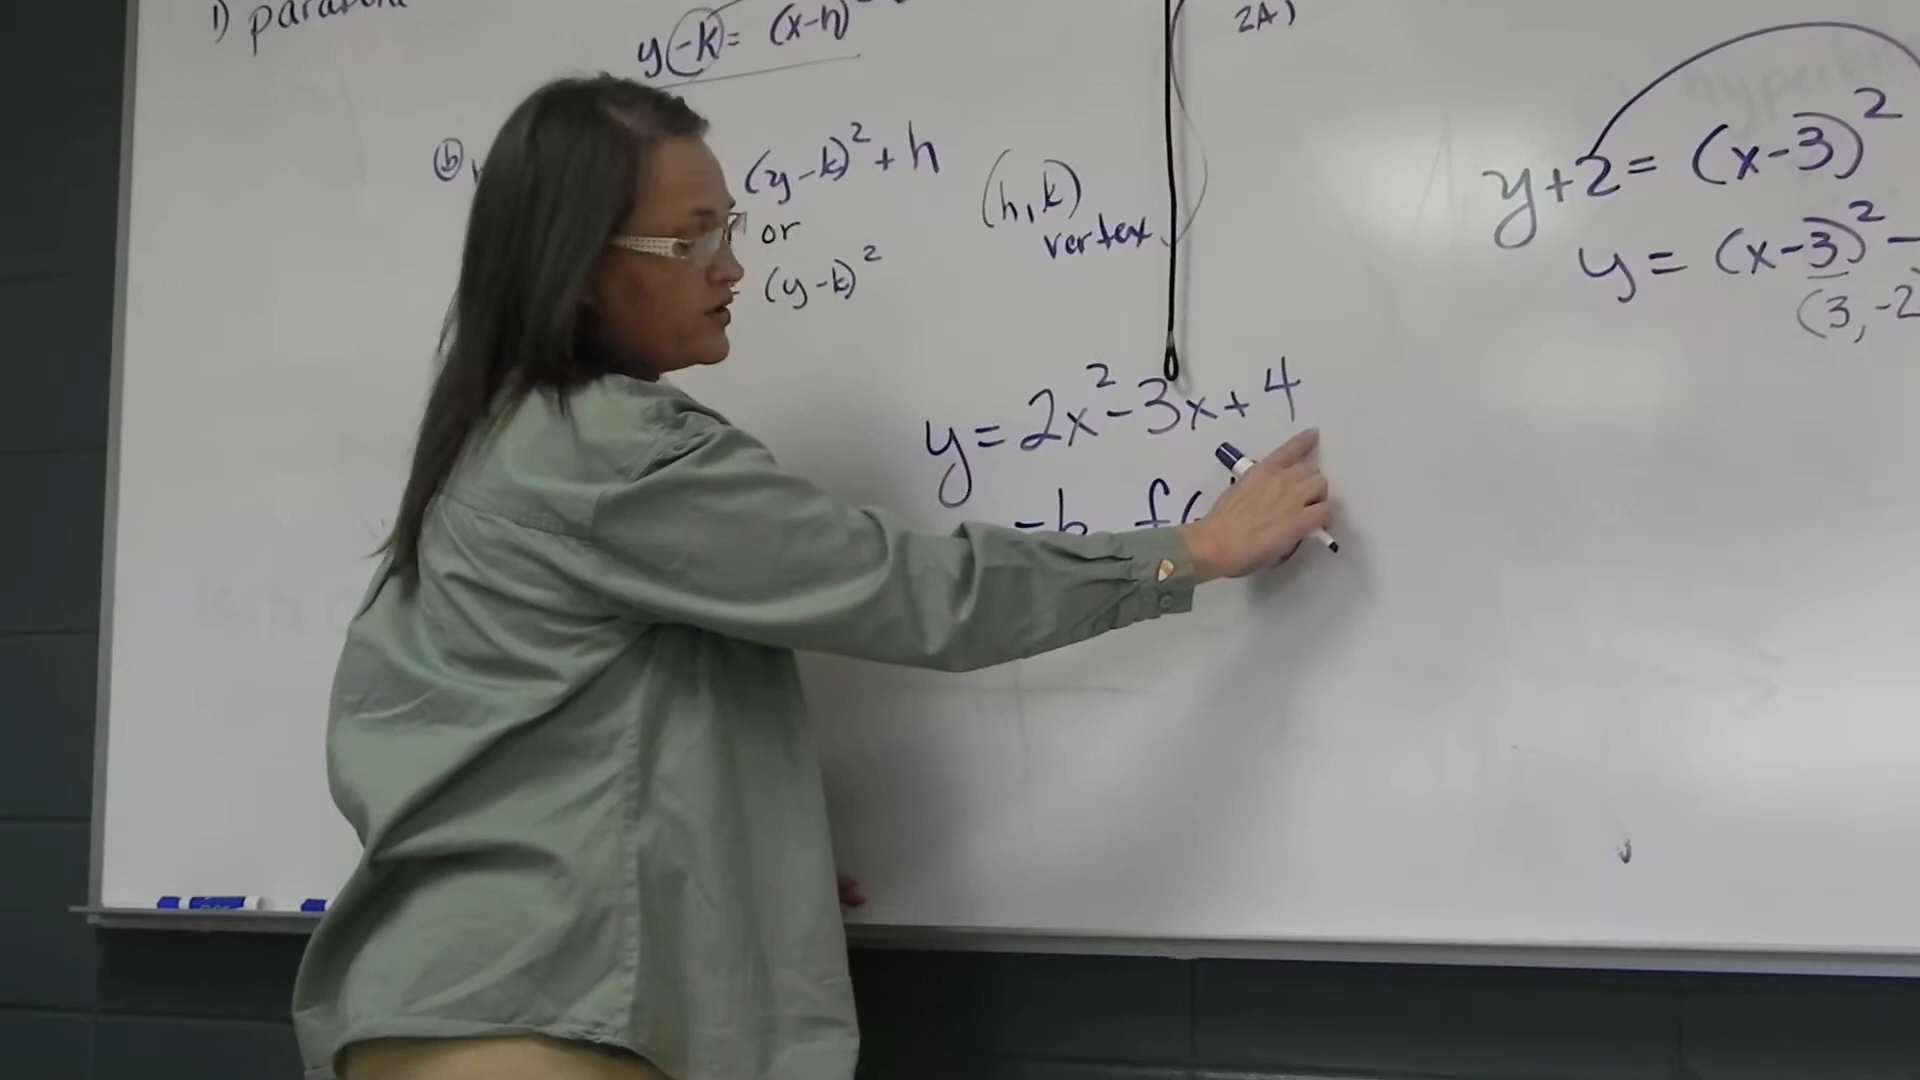 1) parabola
y-k = (x-h)
2A)
ⓑ
(y-k)² + h
or
(y-k)²
(h,k)
vertex
y+2 = (x-3)²
y = (x-3)² -
(3,-2
y = 2x² - 3x + 4
-b f(